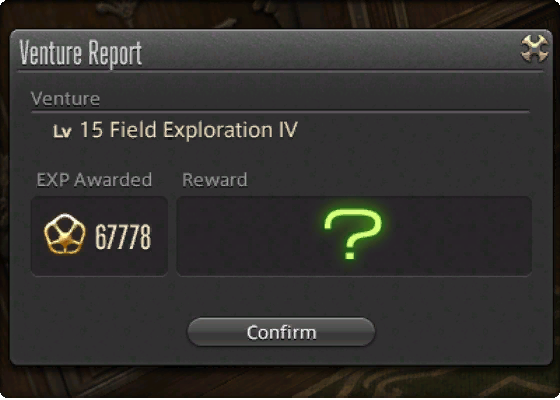 Venture Report
Venture
Lv 15 Field Exploration IV
EXP Awarded Reward
67778 ?
Confirm